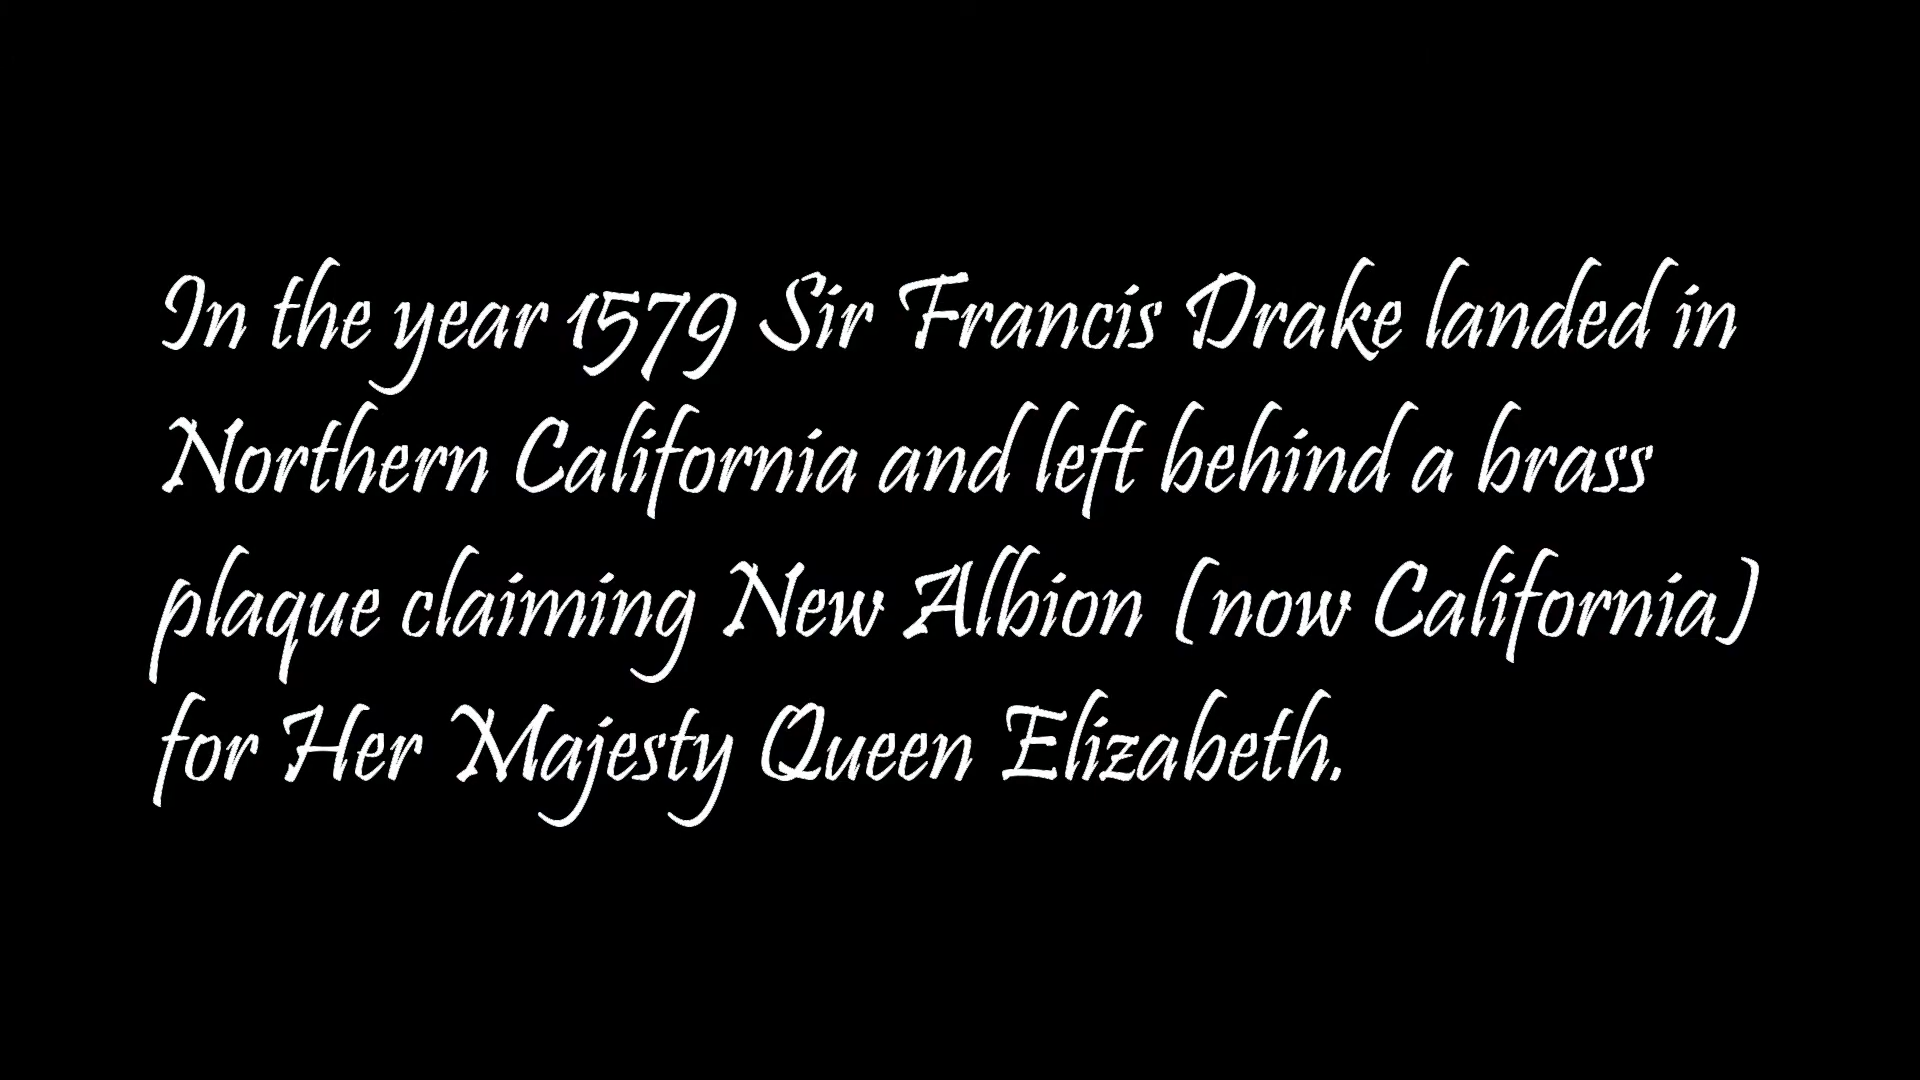 In the year 1579 Sir Francis Drake landed in
Northern California and left behind a brass
plaque claiming New Albion (now California)
for Her Majesty Queen Elizabeth.